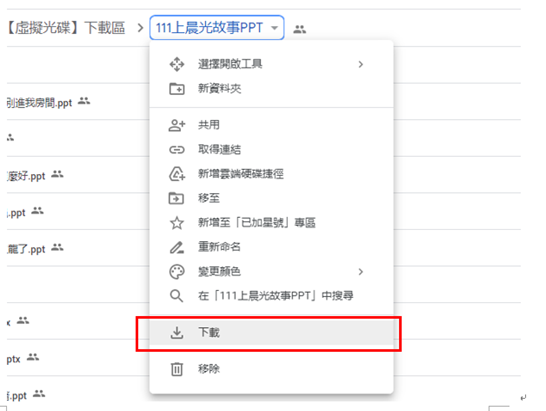 【虛擬光碟】下載區 > 111上晨光故事PPT
選擇開啟工具
新資料夾
別進我房間.ppt
共用
取得連結
麼好.ppt
新增雲端硬碟捷徑
移至
.ppt
新增至「已加星號」專區
龍了.ppt
重新命名
變更顏色
在「111上晨光故事PPT」中搜尋
x
下載
ptx
移除
.ppt